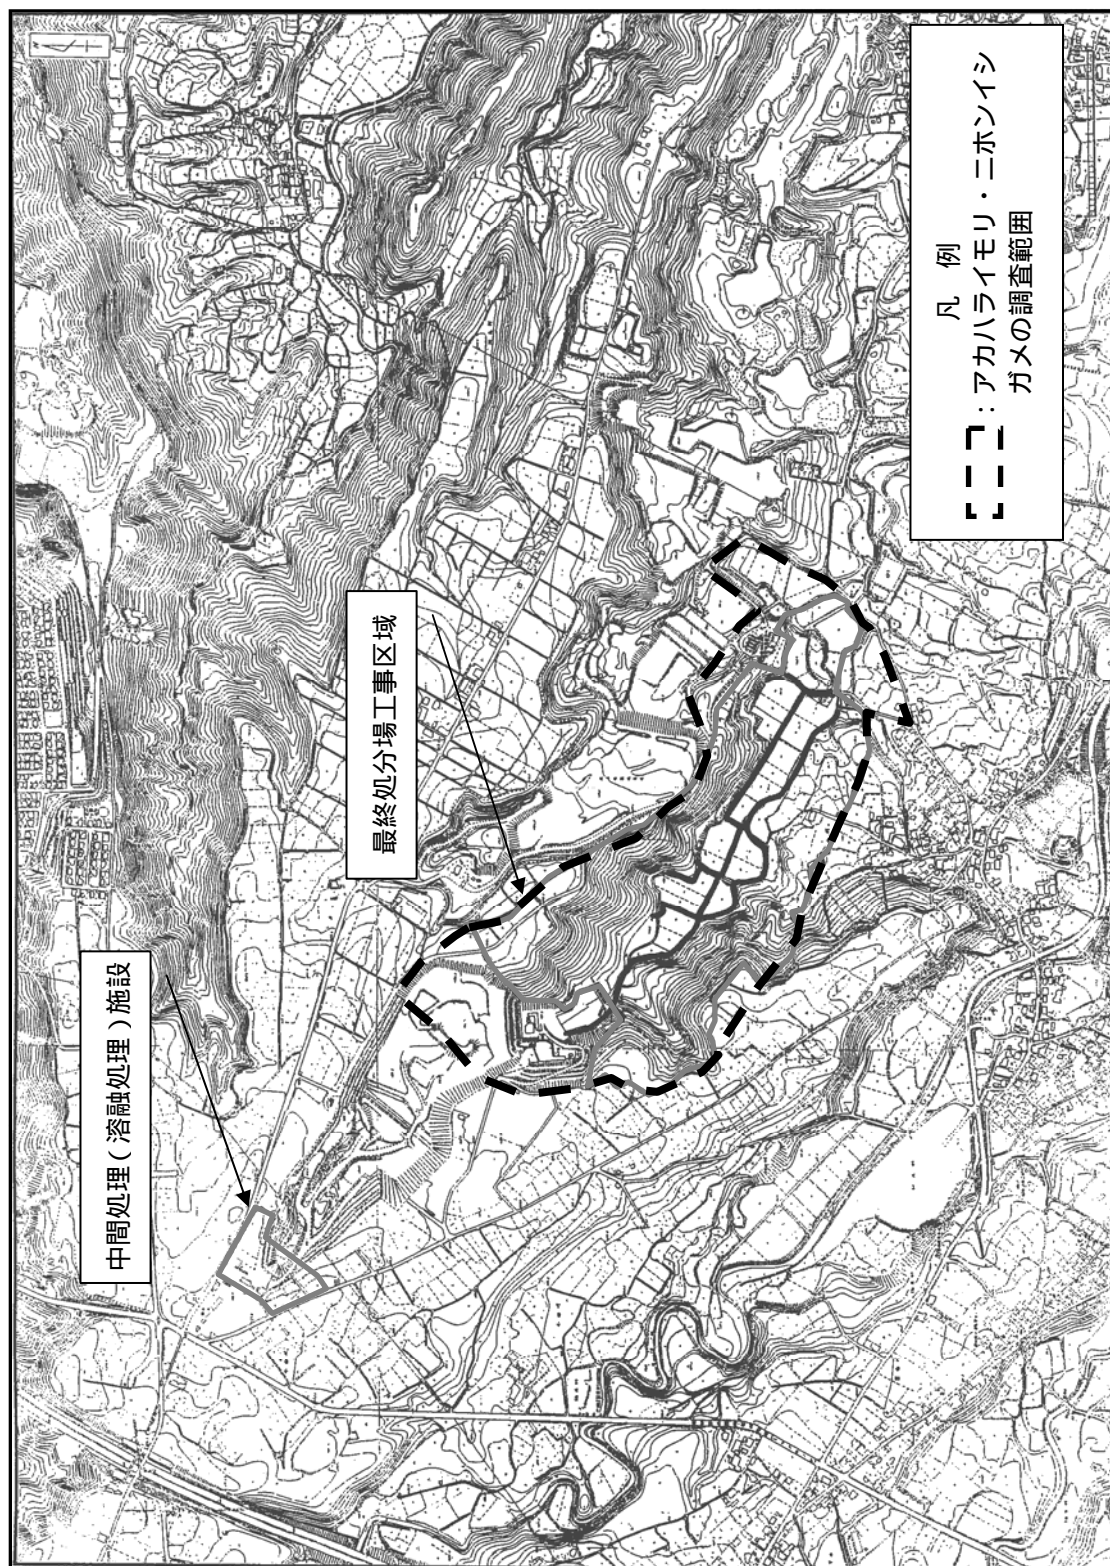 中間処理(溶融処理)施設
最終処分場工事区域
凡 例
:アカハライモリ・ニホンイシ
ガメの調査範囲